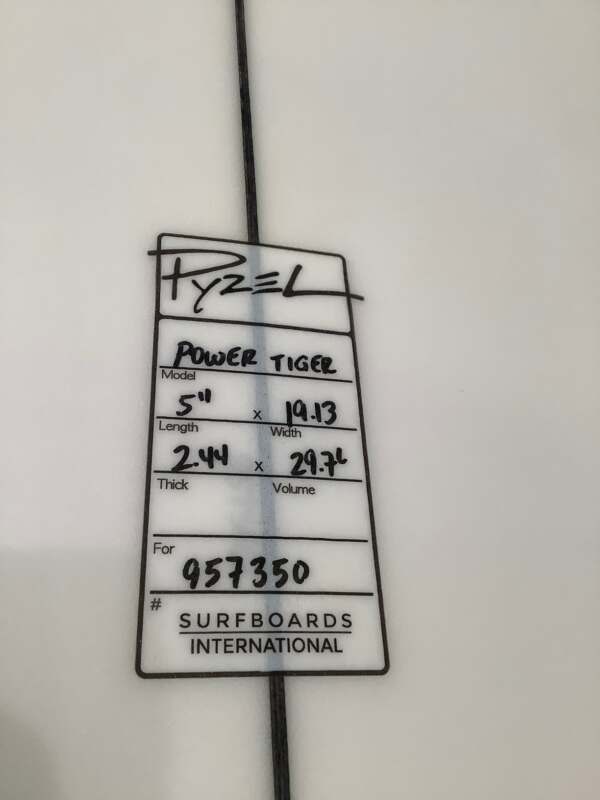 PYZEL
POWER TIGER
Model
5'11 x 19.13
Length Width
2.44 x 29.7L
Thick Volume
For
957350
#
SURFBOARDS
INTERNATIONAL